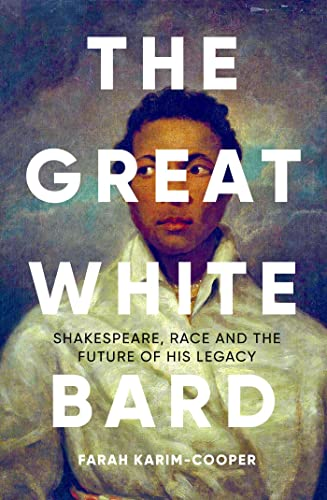 THE
GREAT
WHITE
SHAKESPEARE, RACE AND THE
FUTURE OF HIS LEGACY
BARD
FARAH KARIM-COOPER